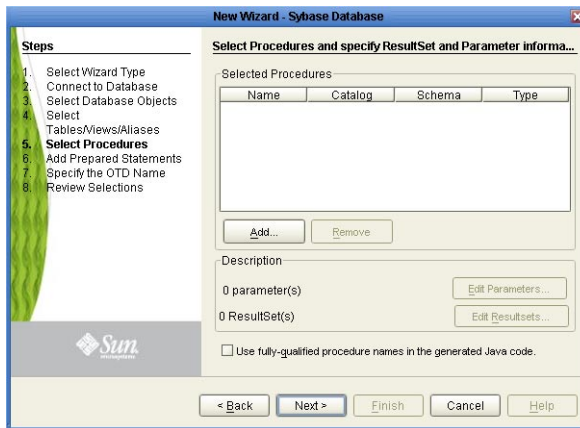 New Wizard - Sybase Database
Steps
1. Select Wizard Type
2. Connect to Database
3. Select Database Objects
4. Select
Tables/Views/Aliases
5. Select Procedures
6. Add Prepared Statements
7. Specify the OTD Name
8. Review Selections
Sun
microsystems
Select Procedures and specify ResultSet and Parameter informa...
Selected Procedures
Name Catalog Schema Type
Add... Remove
Description
0 parameter(s) Edit Parameters...
0 ResultSet(s) Edit Resultsets...
Use fully-qualified procedure names in the generated Java code.
< Back Next > Finish Cancel Help